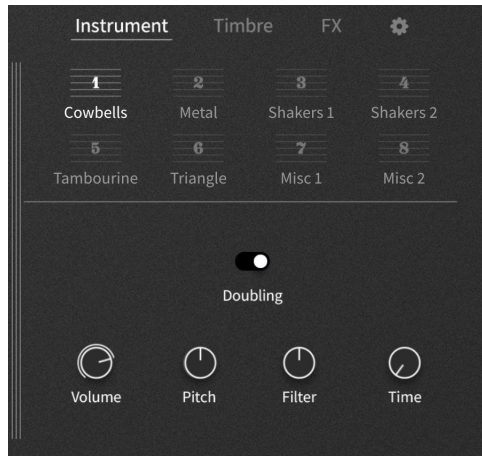 Instrument Timbre FX
1 2 3 4
Cowbells Metal Shakers 1 Shakers 2
5 6 7 8
Tambourine Triangle Misc 1 Misc 2
Doubling
Volume Pitch Filter Time